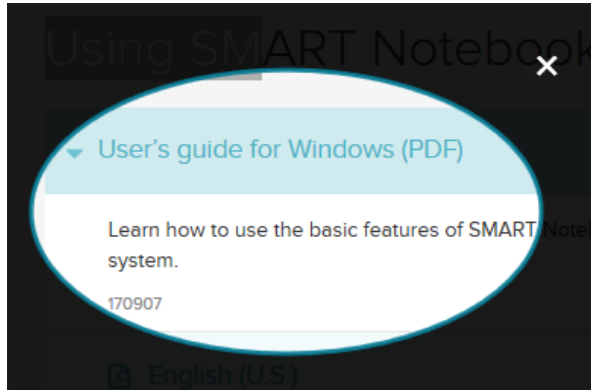 Using SMART Notebook
User's guide for Windows (PDF)
Learn how to use the basic features of SMART Note
system.
170907
English (U.S.)